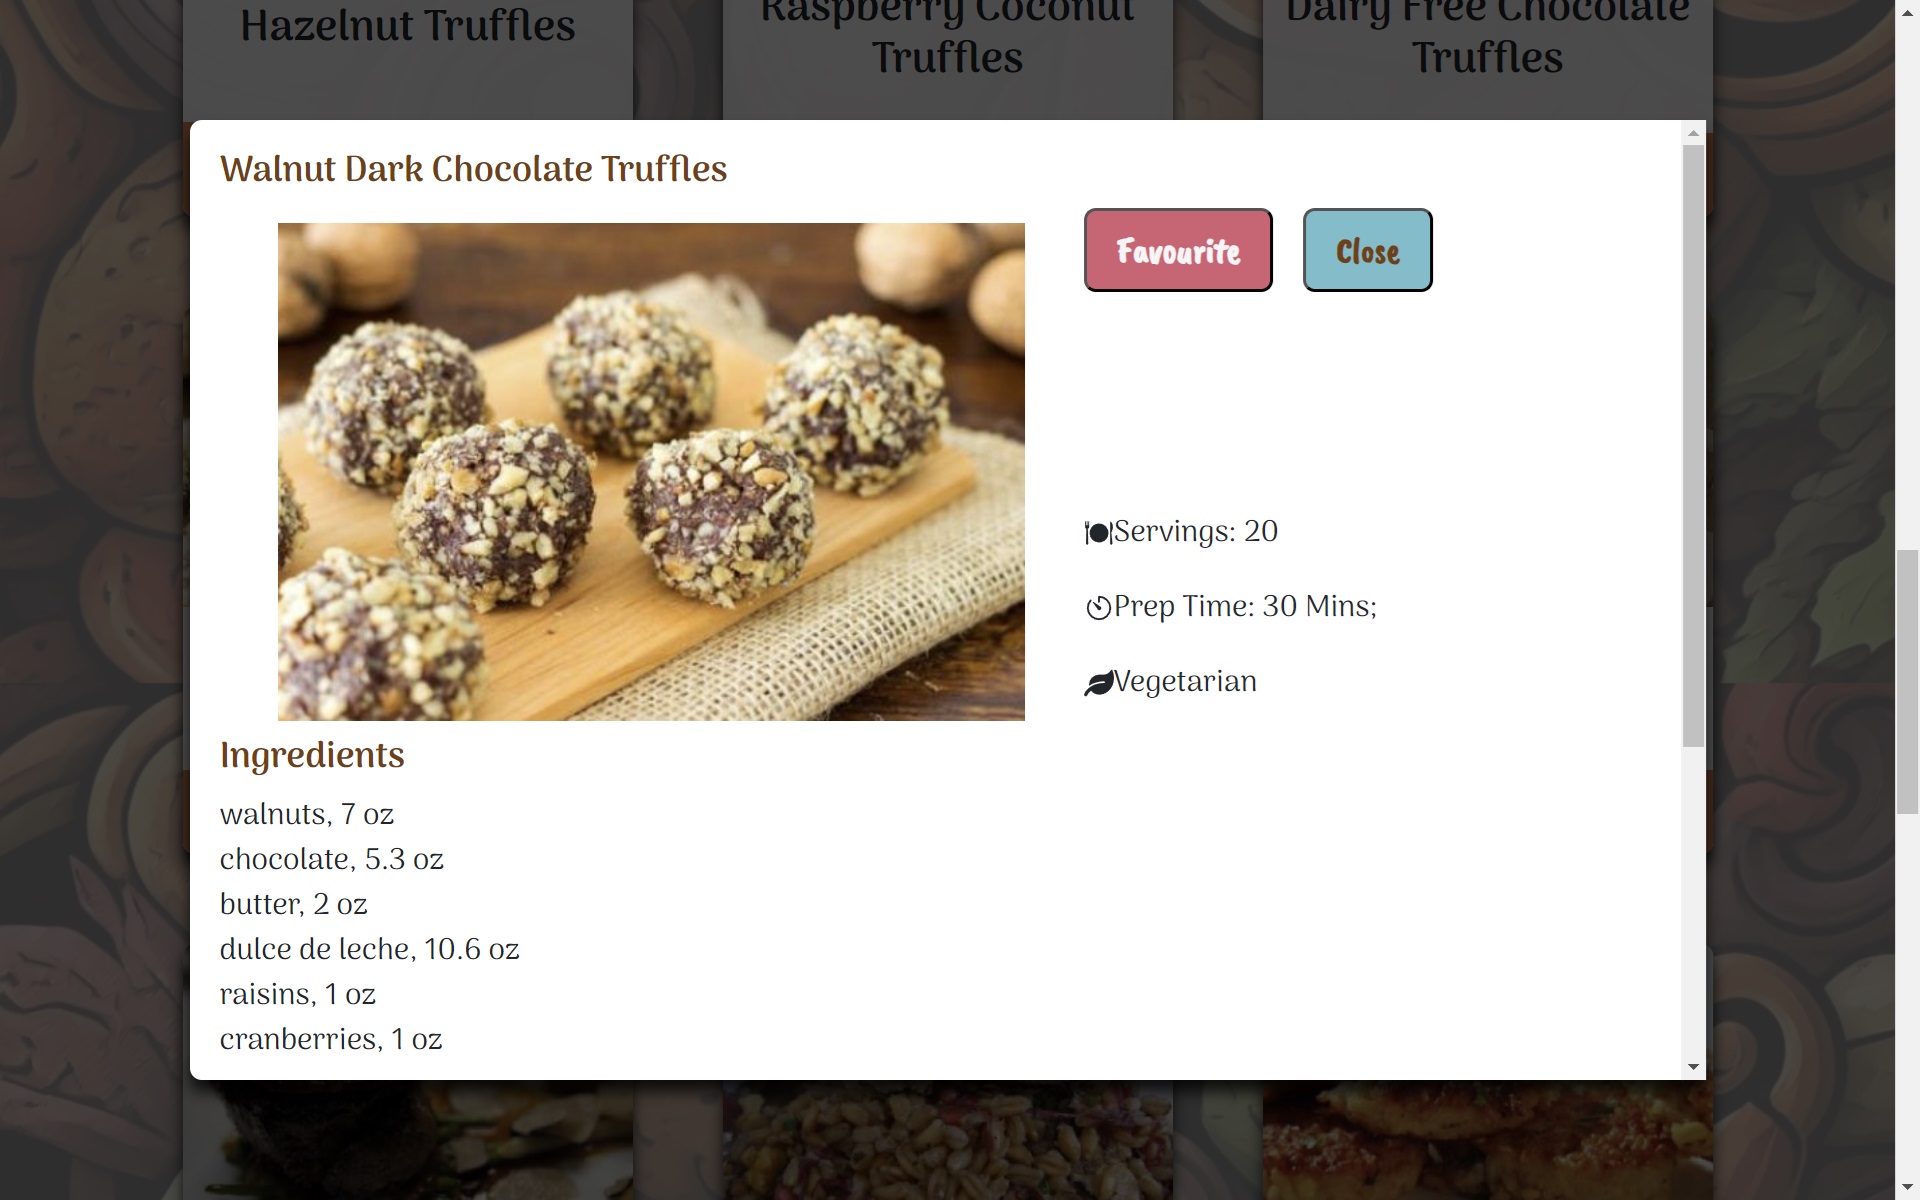 Hazelnut Truffles
Raspberry Coconut
Truffles
Dairy Free Chocolate
Truffles
Walnut Dark Chocolate Truffles
Favourite
Close
Servings: 20
Prep Time: 30 Mins;
Vegetarian
Ingredients
walnuts, 7 oz
chocolate, 5.3 oz
butter, 2 oz
dulce de leche, 10.6 oz
raisins, 1 oz
cranberries, 1 oz